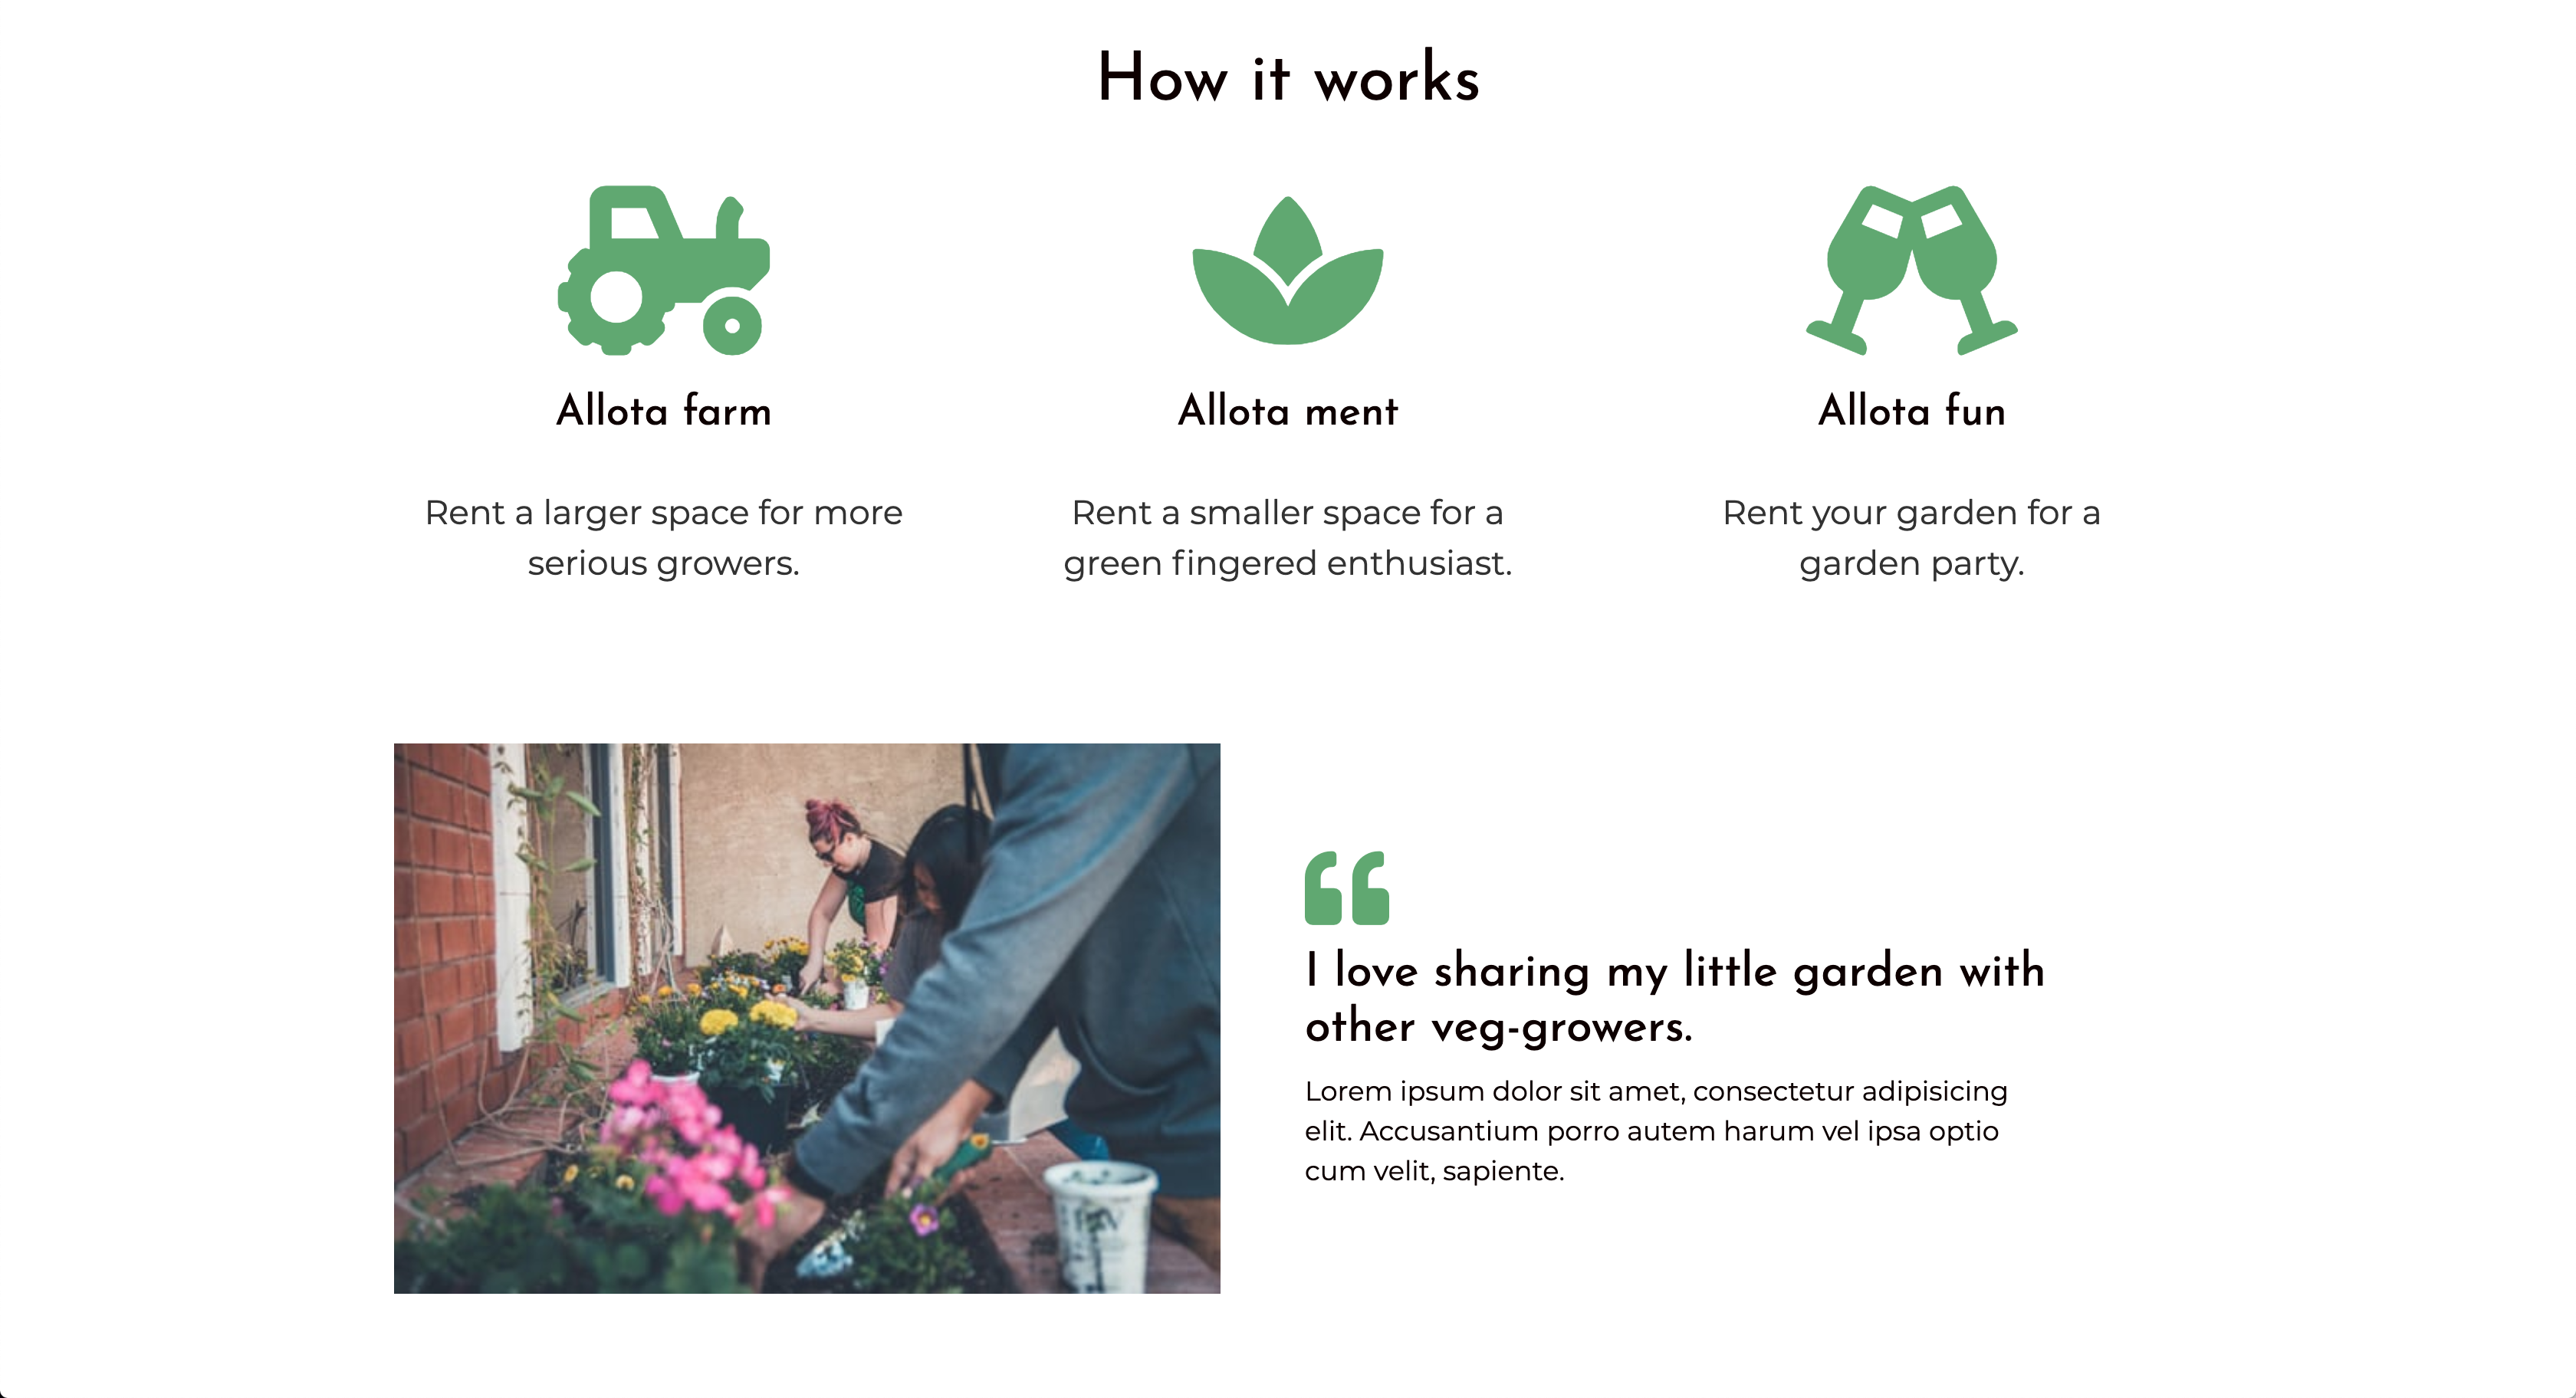 How it works
Allota farm
Rent a larger space for more
serious growers.
Allota ment
Rent a smaller space for a
green fingered enthusiast.
Allota fun
Rent your garden for a
garden party.
I love sharing my little garden with
other veg-growers.
Lorem ipsum dolor sit amet, consectetur adipisicing
elit. Accusantium porro autem harum vel ipsa optio
cum velit, sapiente.